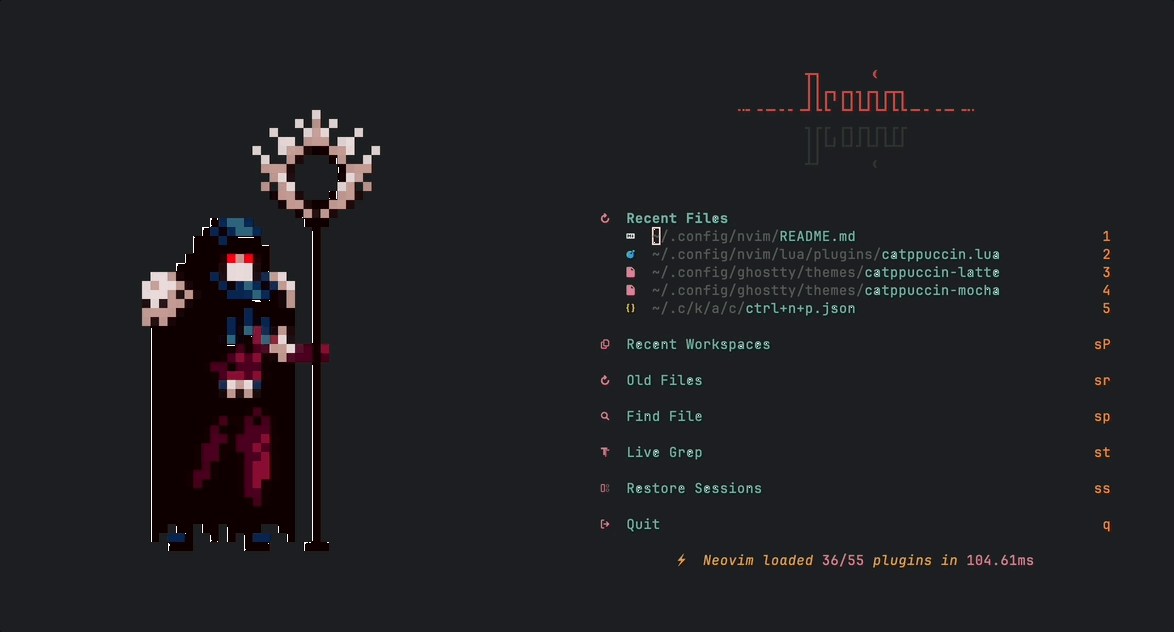 Recent Files
~/.config/nvim/README.md 1
~/.config/nvim/lua/plugins/catppuccin.lua 2
~/.config/ghostty/themes/catppuccin-latte 3
~/.config/ghostty/themes/catppuccin-mocha 4
~/.c/k/a/c/ctrl+n+p.json 5
Recent Workspaces sP
Old Files sr
Find File sp
Live Grep st
Restore Sessions ss
Quit q
Neovim loaded 36/55 plugins in 104.61ms